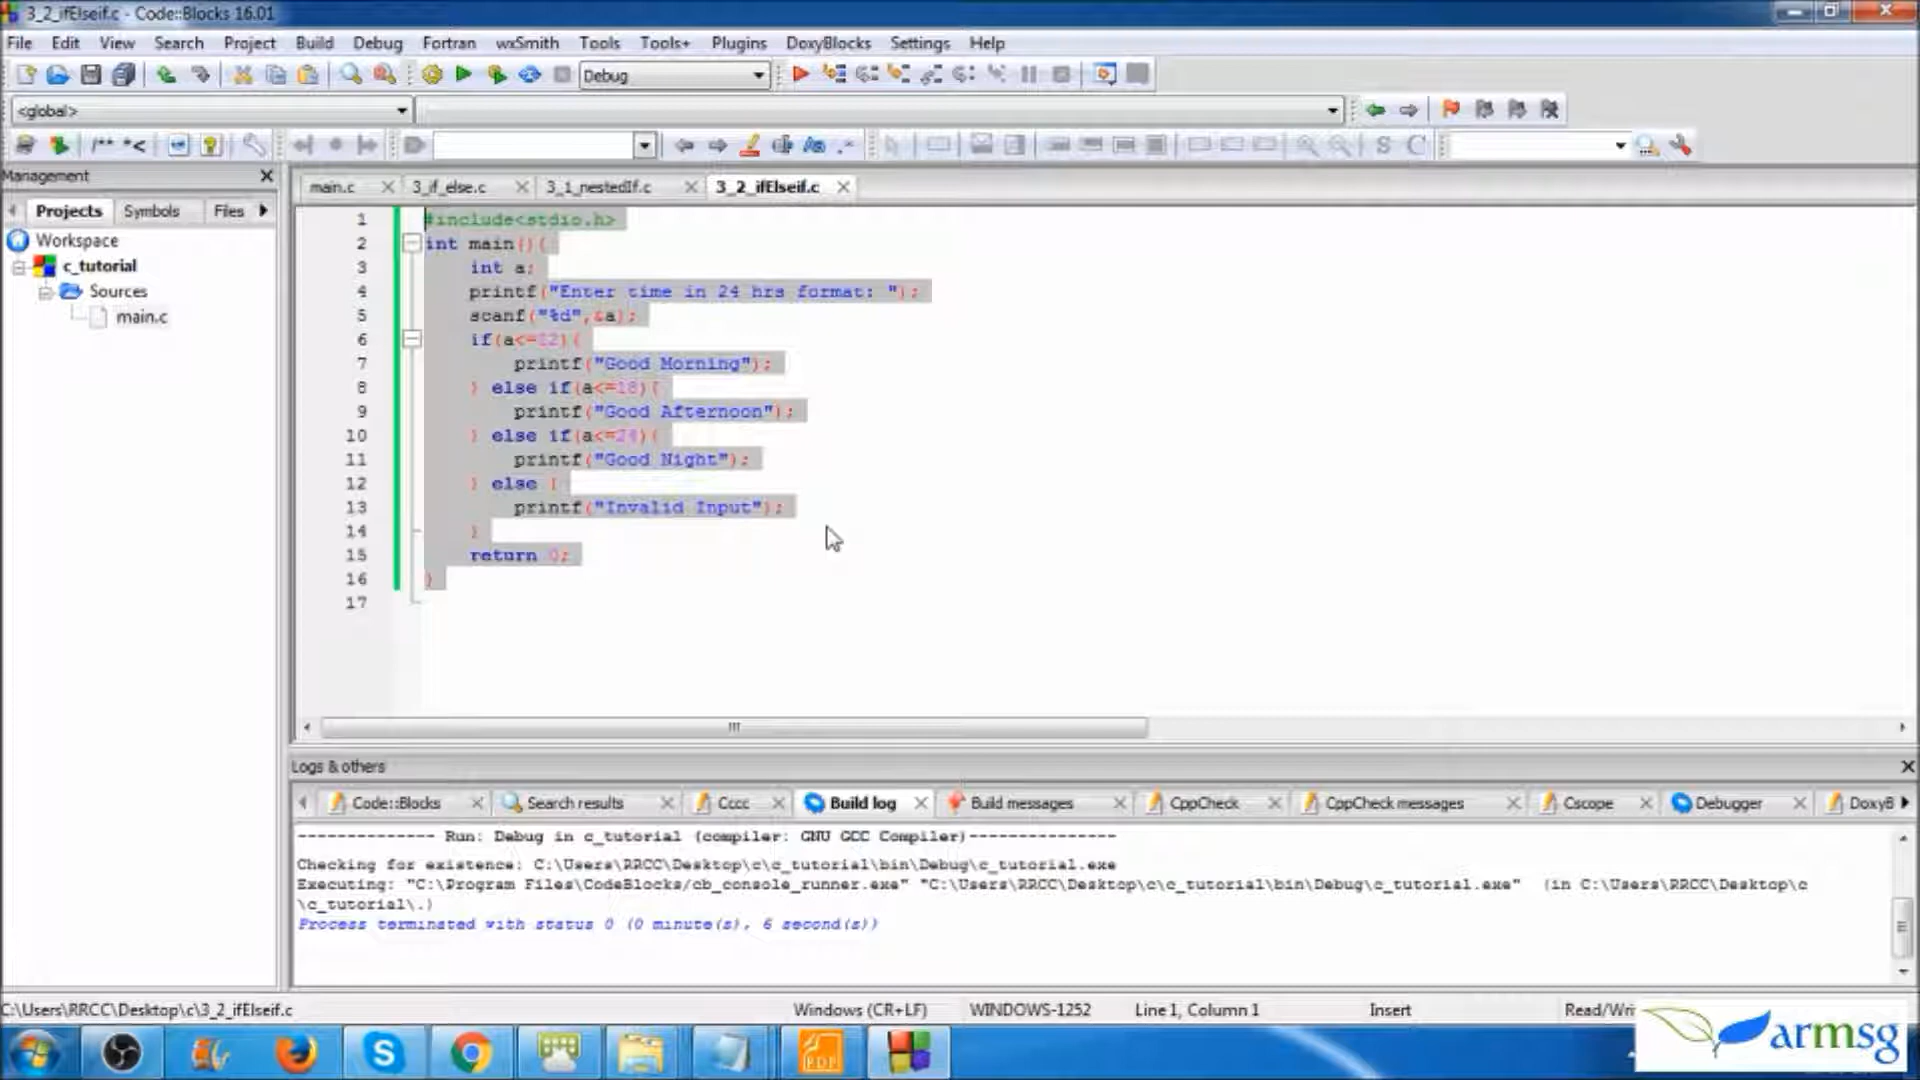 3_2_ifElseif.c - Code::Blocks 16.01
File Edit View Search Project Build Debug Fortran wxSmith Tools Tools+ Plugins DoxyBlocks Settings Help
Debug
<global>
/** *<
S C
Management
main.c 3_if_else.c 3_1_nestedIf.c 3_2_ifElseif.c
Projects Symbols Files
Workspace
c_tutorial
Sources
main.c
1 #include<stdio.h>
2 int main(){
3 int a;
4 printf("Enter time in 24 hrs format: ");
5 scanf("%d",&a);
6 if(a<=12){
7 printf("Good Morning");
8 } else if(a<=18){
9 printf("Good Afternoon");
10 } else if(a<=24){
11 printf("Good Night");
12 } else {
13 printf("Invalid Input");
14 }
15 return 0;
16 }
17
Logs & others
Code::Blocks Search results Cccc Build log Build messages CppCheck CppCheck messages Cscope Debugger DoxyB
-------------- Run: Debug in c_tutorial (compiler: GNU GCC Compiler)---------------
Checking for existence: C:\Users\RRCC\Desktop\c\c_tutorial\bin\Debug\c_tutorial.exe
Executing: "C:\Program Files\CodeBlocks/cb_console_runner.exe" "C:\Users\RRCC\Desktop\c\c_tutorial\bin\Debug\c_tutorial.exe" (in C:\Users\RRCC\Desktop\c
\c_tutorial\.)
Process terminated with status 0 (0 minute(s), 6 second(s))
C:\Users\RRCC\Desktop\c\3_2_ifElseif.c Windows (CR+LF) WINDOWS-1252 Line 1, Column 1 Insert Read/Wri
PDF
armsg